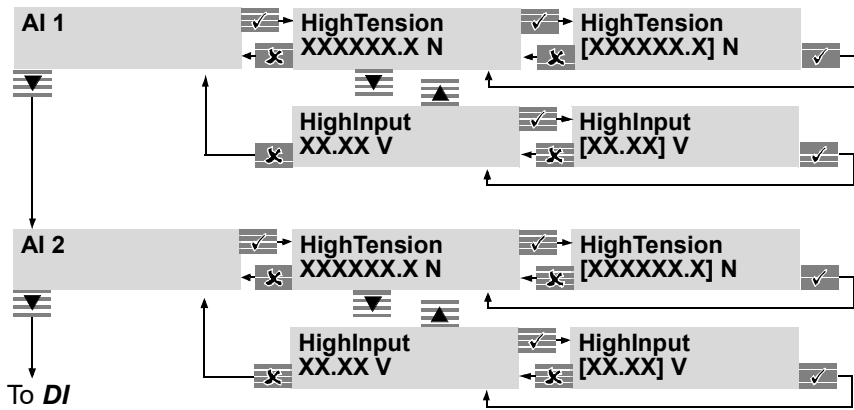 AI 1
HighTension
XXXXXX.X N
HighTension
[XXXXXX.X] N
HighInput
XX.XX V
HighInput
[XX.XX] V
AI 2
HighTension
XXXXXX.X N
HighTension
[XXXXXX.X] N
HighInput
XX.XX V
HighInput
[XX.XX] V
To DI